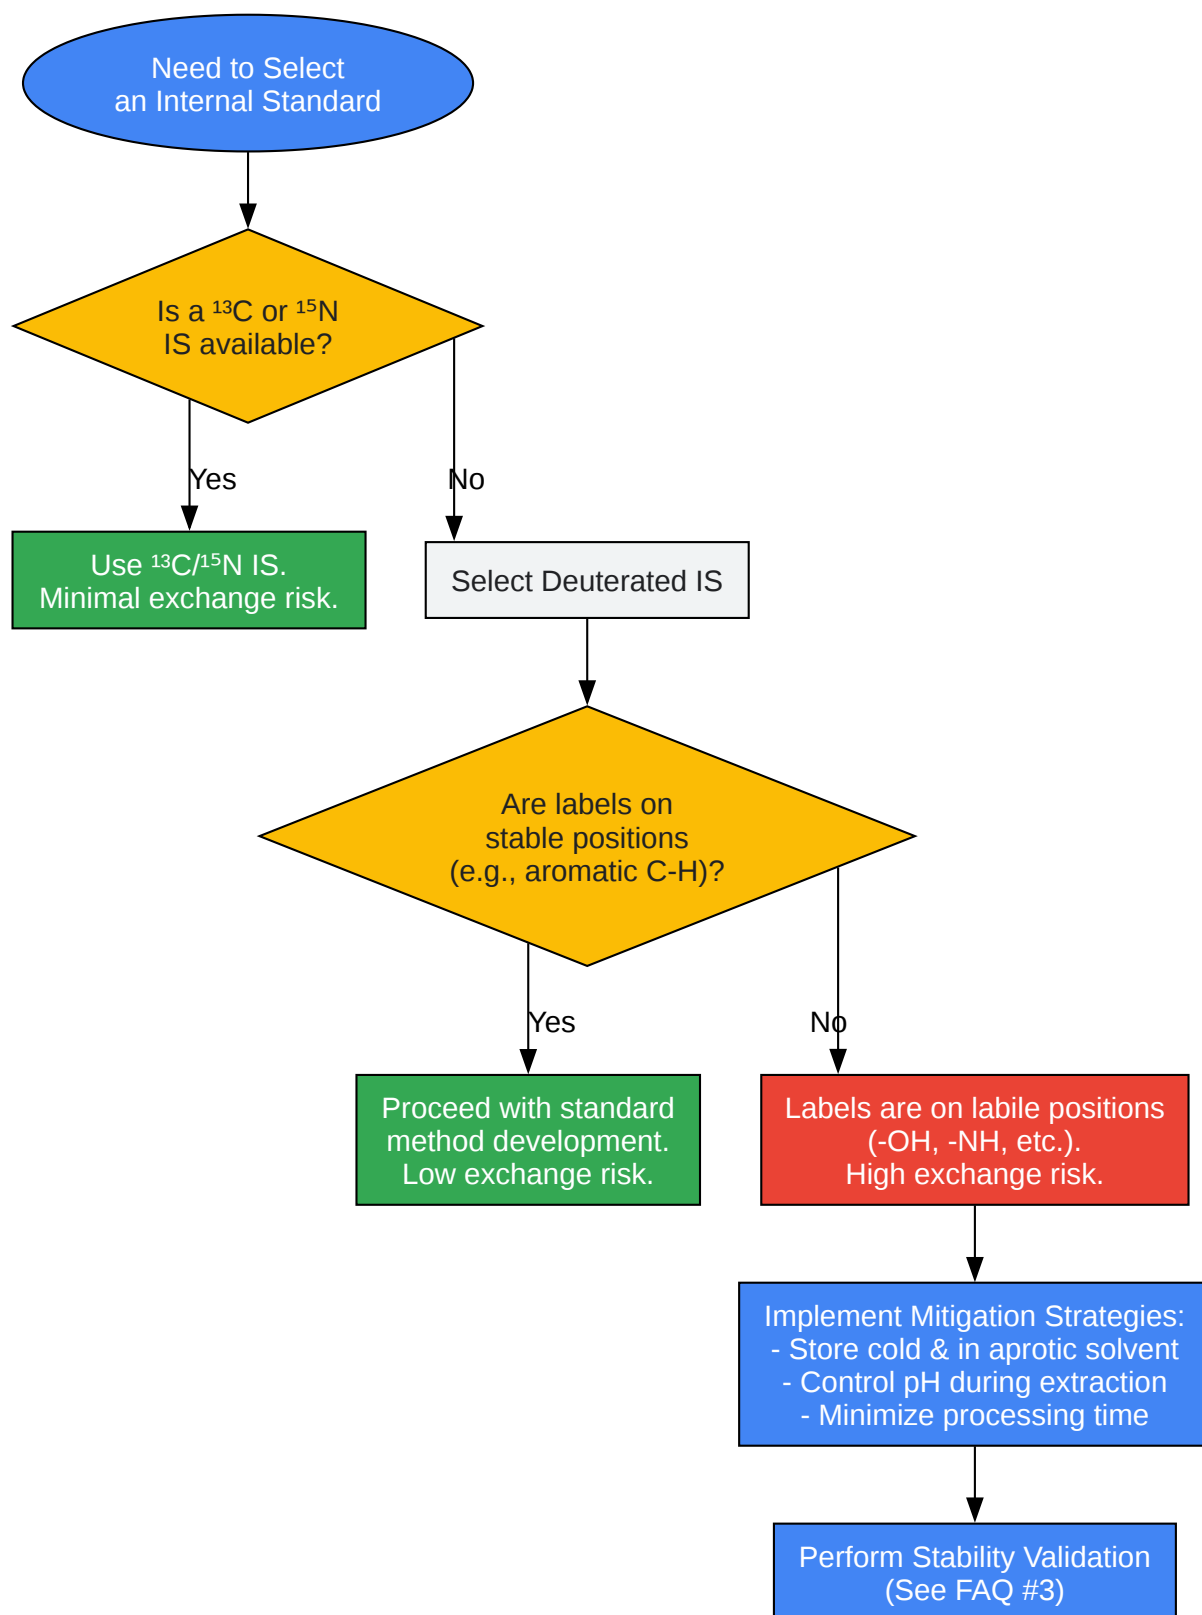 Need to Select
an Internal Standard
Is a ¹³C or ¹⁵N
IS available?
Yes
No
Use ¹³C/¹⁵N IS.
Minimal exchange risk.
Select Deuterated IS
Are labels on
stable positions
(e.g., aromatic C-H)?
Yes
No
Proceed with standard
method development.
Low exchange risk.
Labels are on labile positions
(-OH, -NH, etc.).
High exchange risk.
Implement Mitigation Strategies:
- Store cold & in aprotic solvent
- Control pH during extraction
- Minimize processing time
Perform Stability Validation
(See FAQ #3)